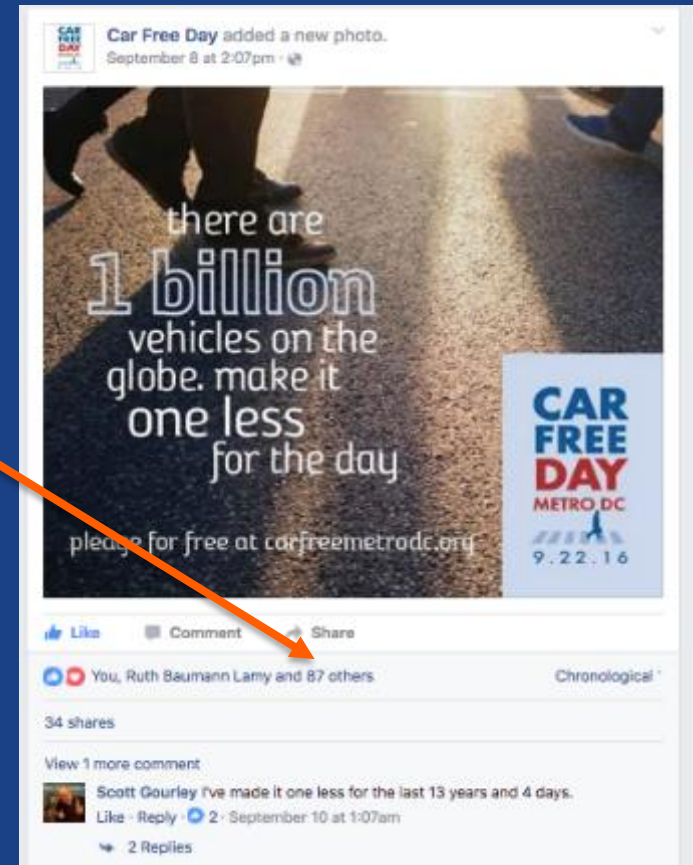 CAR
FREE
DAY
Car Free Day added a new photo.
September 8 at 2:07pm ·
there are
1 billion
vehicles on the
globe. make it
one less
for the day
pledge for free at carfreemetrodc.org
CAR
FREE
DAY
METRO DC
9.22.16
Like Comment Share
You, Ruth Baumann Lamy and 87 others Chronological
34 shares
View 1 more comment
Scott Gourley I've made it one less for the last 13 years and 4 days.
Like · Reply · 2 · September 10 at 1:07am
2 Replies